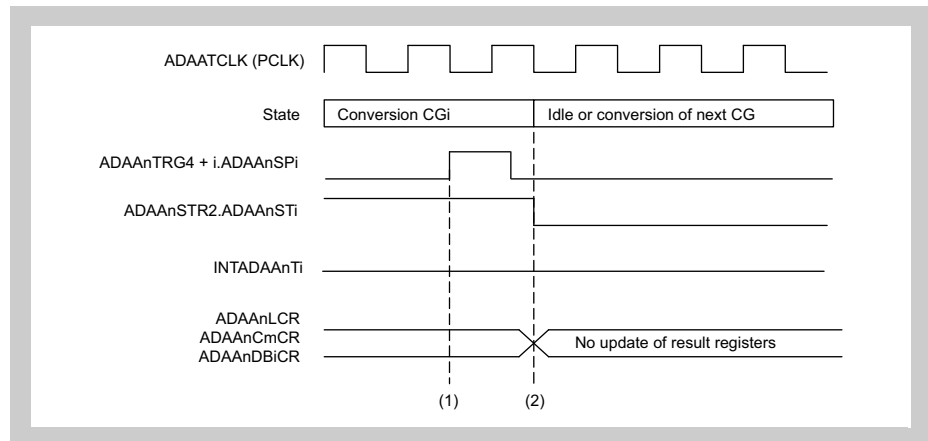 ADAATCLK (PCLK)
State
Conversion CGi
Idle or conversion of next CG
ADAAnTRG4 + i.ADAAnSPi
ADAAnSTR2.ADAAnSTi
INTADAAnTi
ADAAnLCR
ADAAnCmCR
ADAAnDBiCR
No update of result registers
(1)
(2)